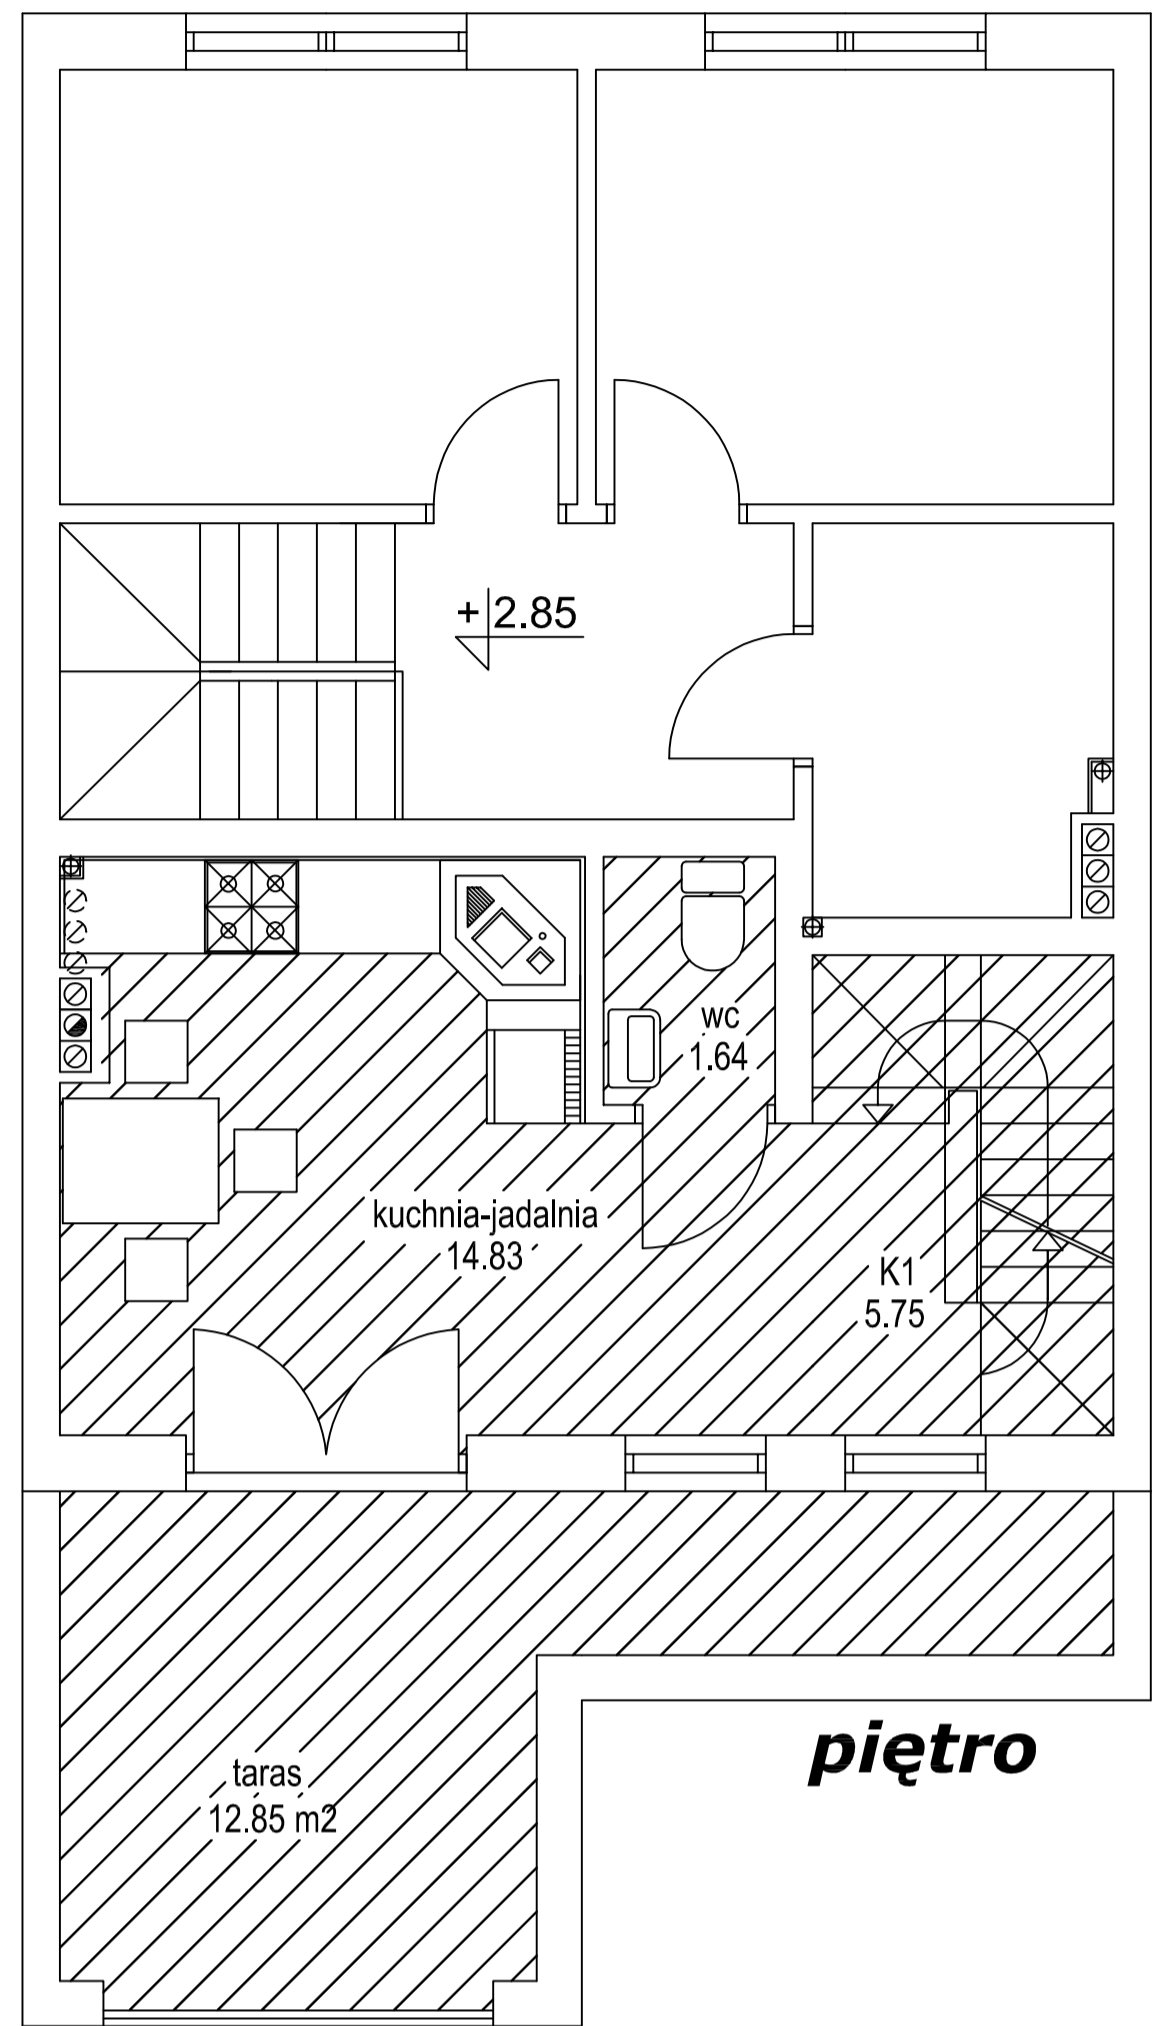 + 2.85
wc
1.64
kuchnia-jadalnia
14.83
K1
5.75
piętro
taras
12.85 m2